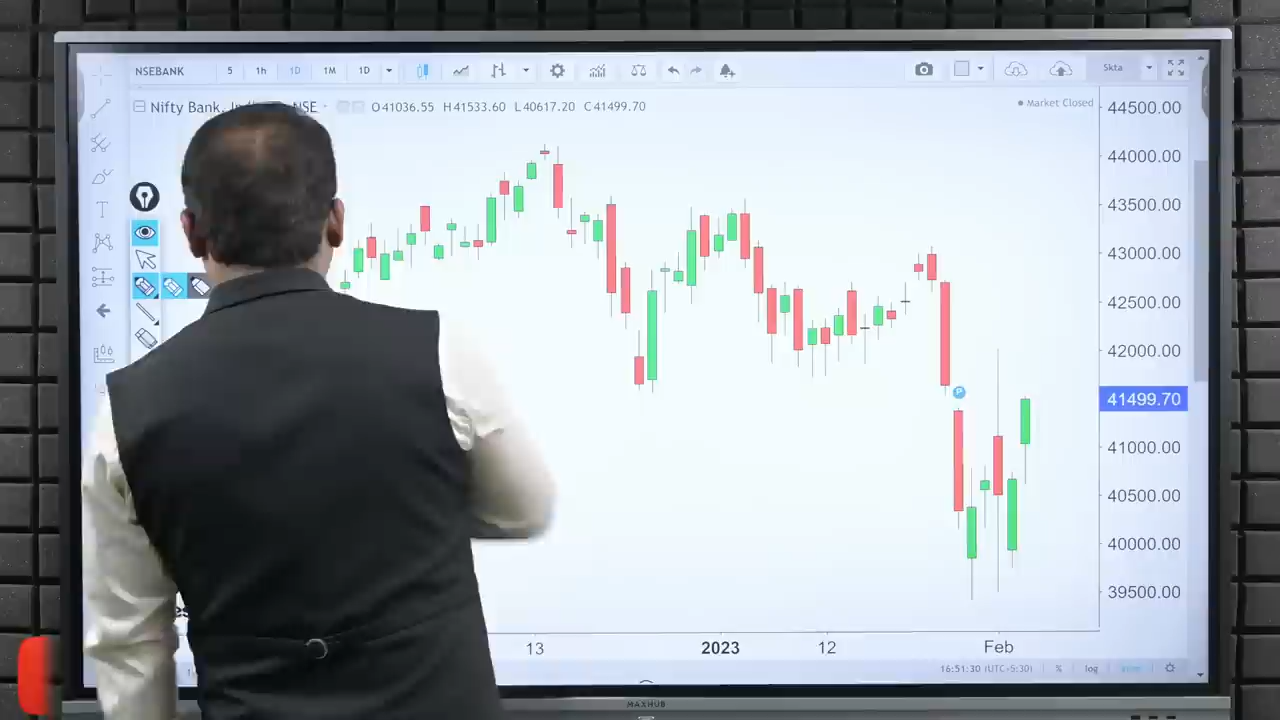 NSEBANK 5 1h 1D 1M 1D Skta
Nifty Bank, NSE O41036.55 H41533.60 L40617.20 C41499.70 Market Closed
44500.00
44000.00
43500.00
43000.00
42500.00
42000.00
41499.70
41000.00
40500.00
40000.00
39500.00
P
T
13 2023 12 Feb
16:51:30 (UTC+5:30) % log
MAXHUB